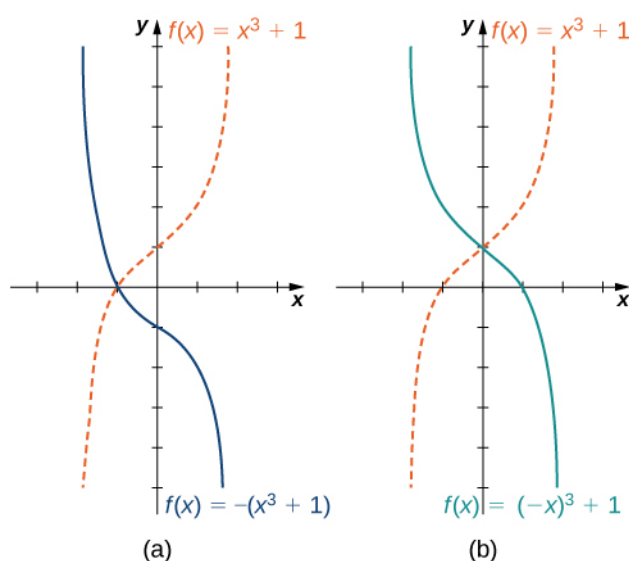 y f(x) = x³ + 1
x
f(x) = –(x³ + 1)
(a)
y f(x) = x³ + 1
x
f(x) = (–x)³ + 1
(b)